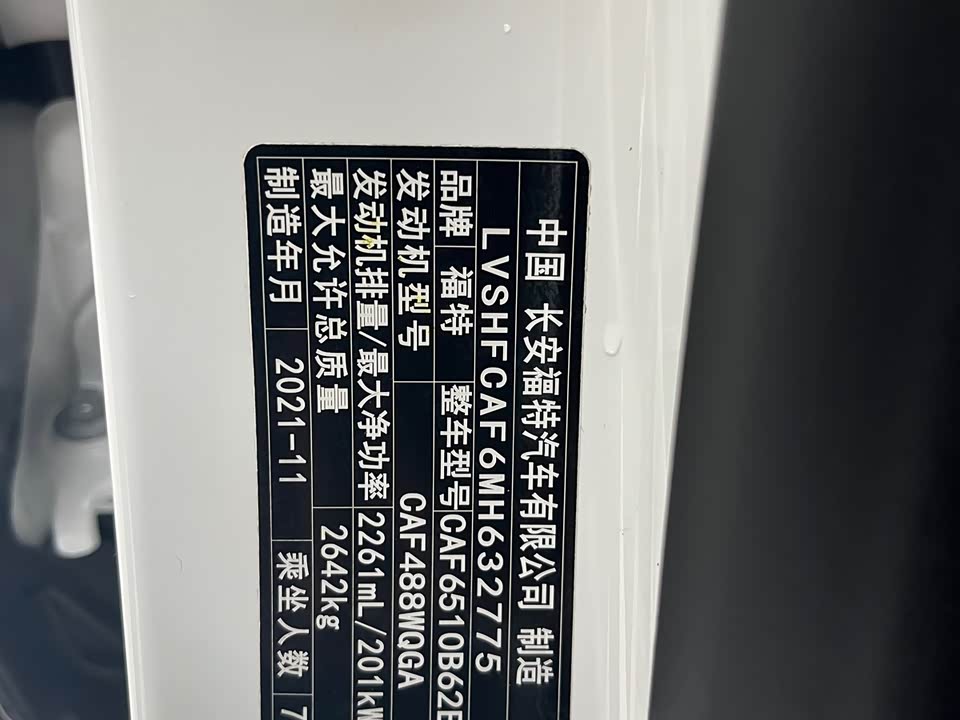 中国 长安福特汽车有限公司 制造
LVSHFCAF6MH632775
品牌 福特 整车型号 CAF6510B62E
发动机型号 CAF488WQGA
发动机排量/最大净功率 2261mL/201kW
最大允许总质量 2642kg
制造年月 2021-11 乘坐人数 7